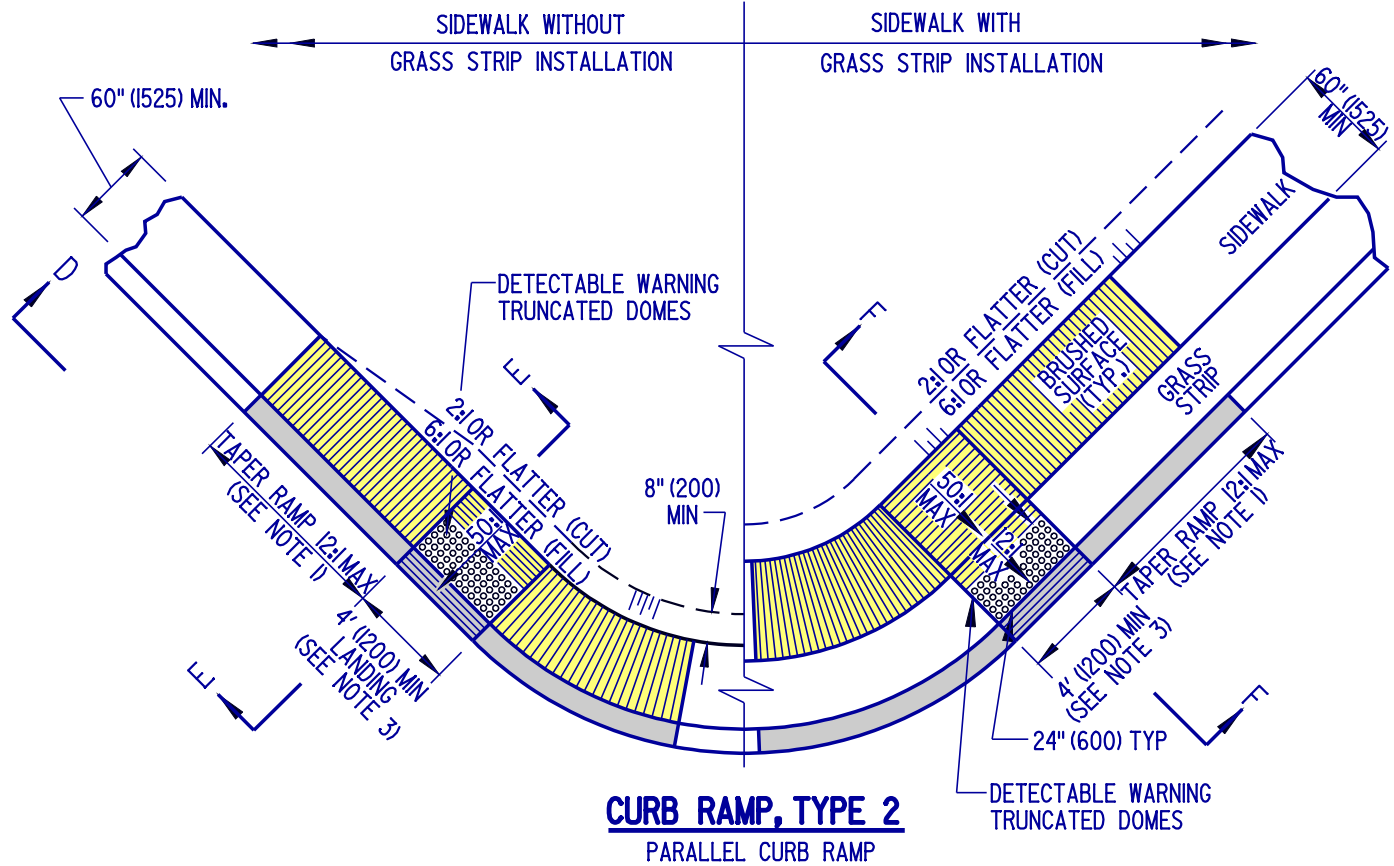 SIDEWALK WITHOUT
GRASS STRIP INSTALLATION
SIDEWALK WITH
GRASS STRIP INSTALLATION
60" (1525) MIN.
60" (1525)
MIN
D
DETECTABLE WARNING
TRUNCATED DOMES
E
F
SIDEWALK
2:1 OR FLATTER (CUT)
6:1 OR FLATTER (FILL)
2:1 OR FLATTER (CUT)
6:1 OR FLATTER (FILL)
BRUSHED
SURFACE
(TYP.)
GRASS
STRIP
TAPER RAMP 12:1 MAX
(SEE NOTE 1)
50:1
MAX
8" (200)
MIN
50:1
MAX
12:1
MAX
TAPER RAMP 12:1 MAX
(SEE NOTE 1)
4' (1200) MIN
LANDING
(SEE NOTE 3)
4' (1200) MIN
(SEE NOTE 3)
E
F
24" (600) TYP
DETECTABLE WARNING
TRUNCATED DOMES
CURB RAMP, TYPE 2
PARALLEL CURB RAMP